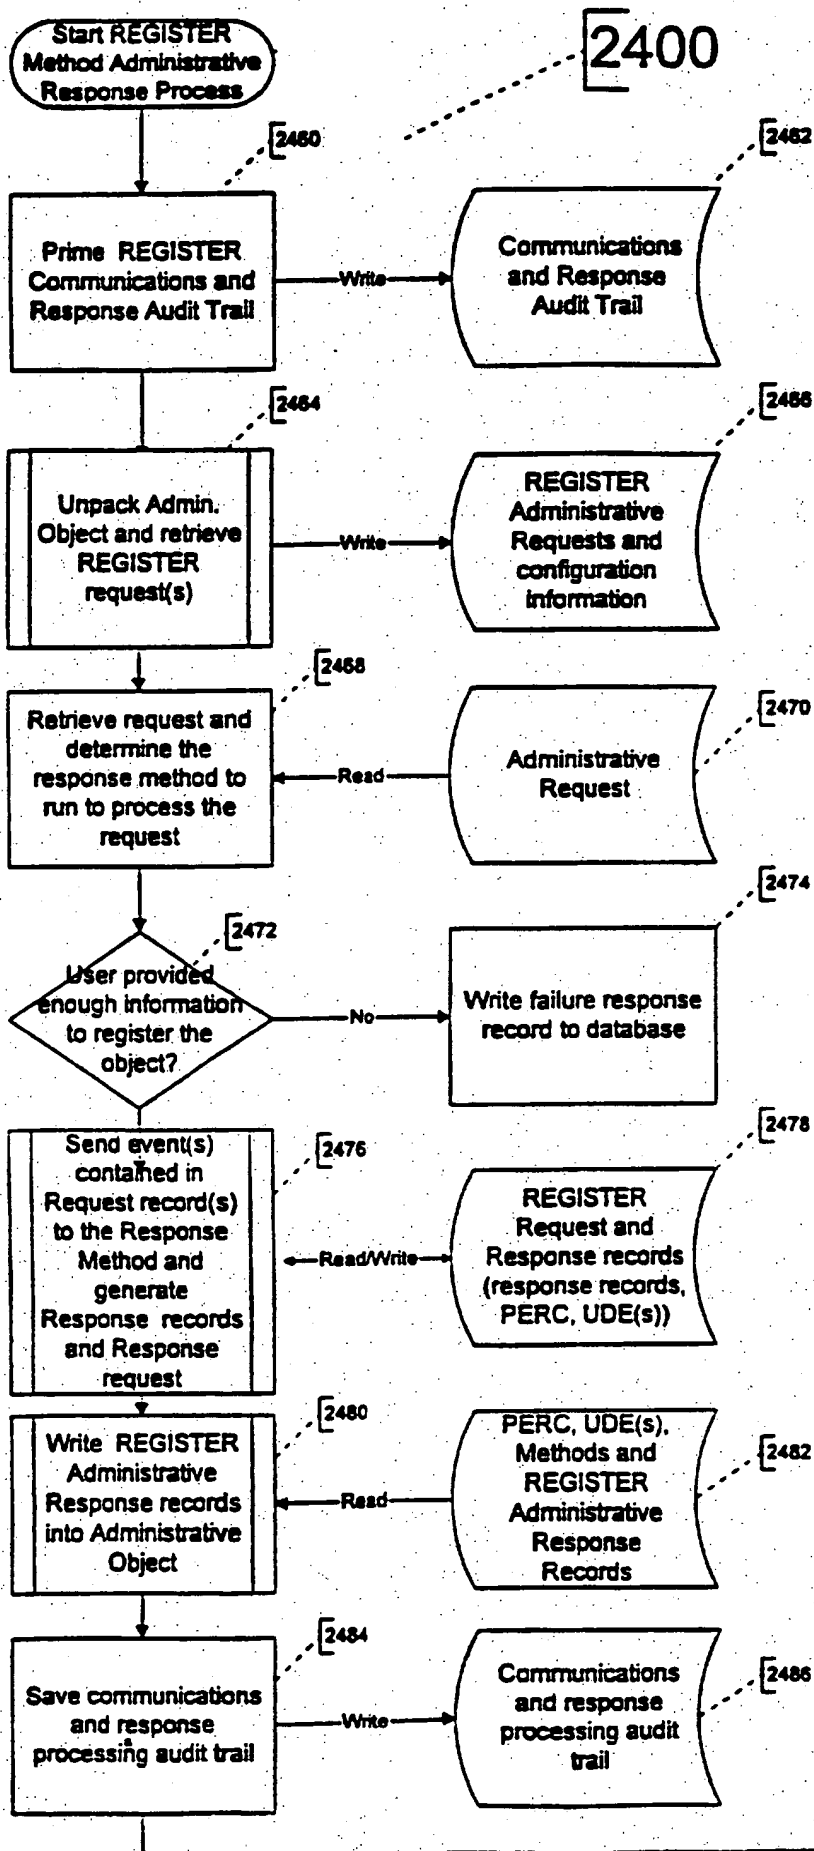 Start REGISTER
Method Administrative
Response Process
2400
2460
2462
Prime REGISTER
Communications and
Response Audit Trail
Write
Communications
and Response
Audit Trail
2464
2466
Unpack Admin.
Object and retrieve
REGISTER
request(s)
Write
REGISTER
Administrative
Requests and
configuration
information
2468
2470
Retrieve request and
determine the
response method to
run to process the
request
Read
Administrative
Request
2472
2474
User provided
enough information
to register the
object?
No
Write failure response
record to database
2476
2478
Send event(s)
contained in
Request record(s)
to the Response
Method and
generate
Response records
and Response
request
Read/Write
REGISTER
Request and
Response records
(response records,
PERC, UDE(s))
2480
2482
Write REGISTER
Administrative
Response records
into Administrative
Object
Read
PERC, UDE(s),
Methods and
REGISTER
Administrative
Response
Records
2484
2486
Save communications
and response
processing audit trail
Write
Communications
and response
processing audit
trail